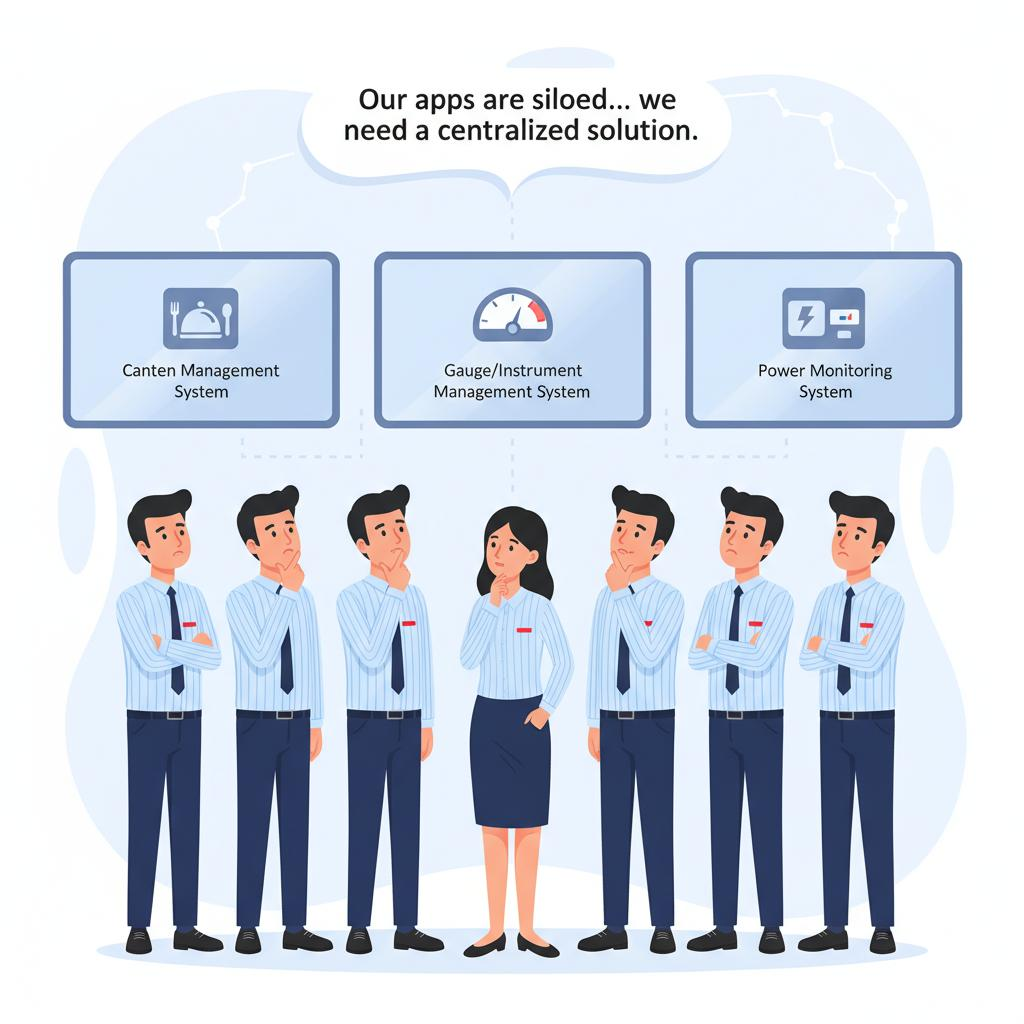 Our apps are siloed... we
need a centralized solution.
Canten Management
System
Gauge/Instrument
Management System
Power Monitoring
System